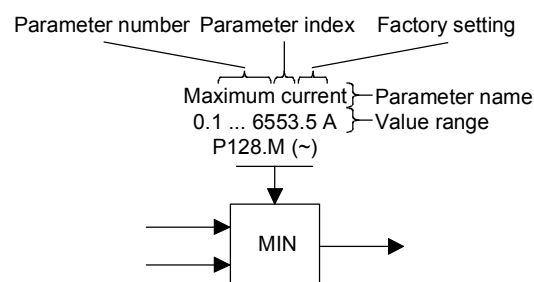 Parameter number Parameter index Factory setting
Maximum current Parameter name
0.1 ... 6553.5 A Value range
P128.M (~)
MIN